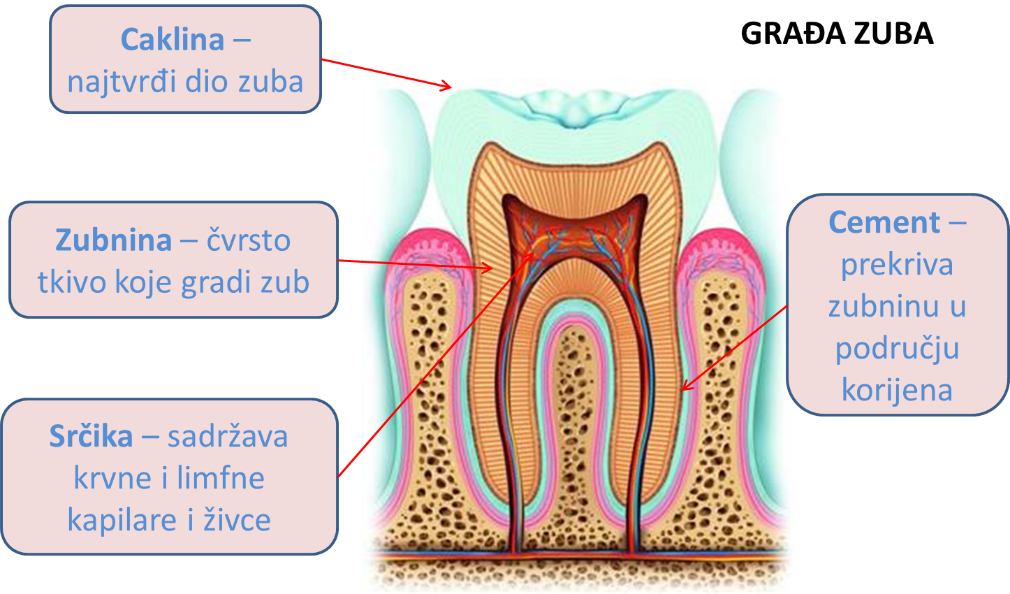 GRAĐA ZUBA
Caklina –
najtvrđi dio zuba
Zubnina – čvrsto
tkivo koje gradi zub
Srčika – sadržava
krvne i limfne
kapilare i živce
Cement –
prekriva
zubninu u
području
korijena